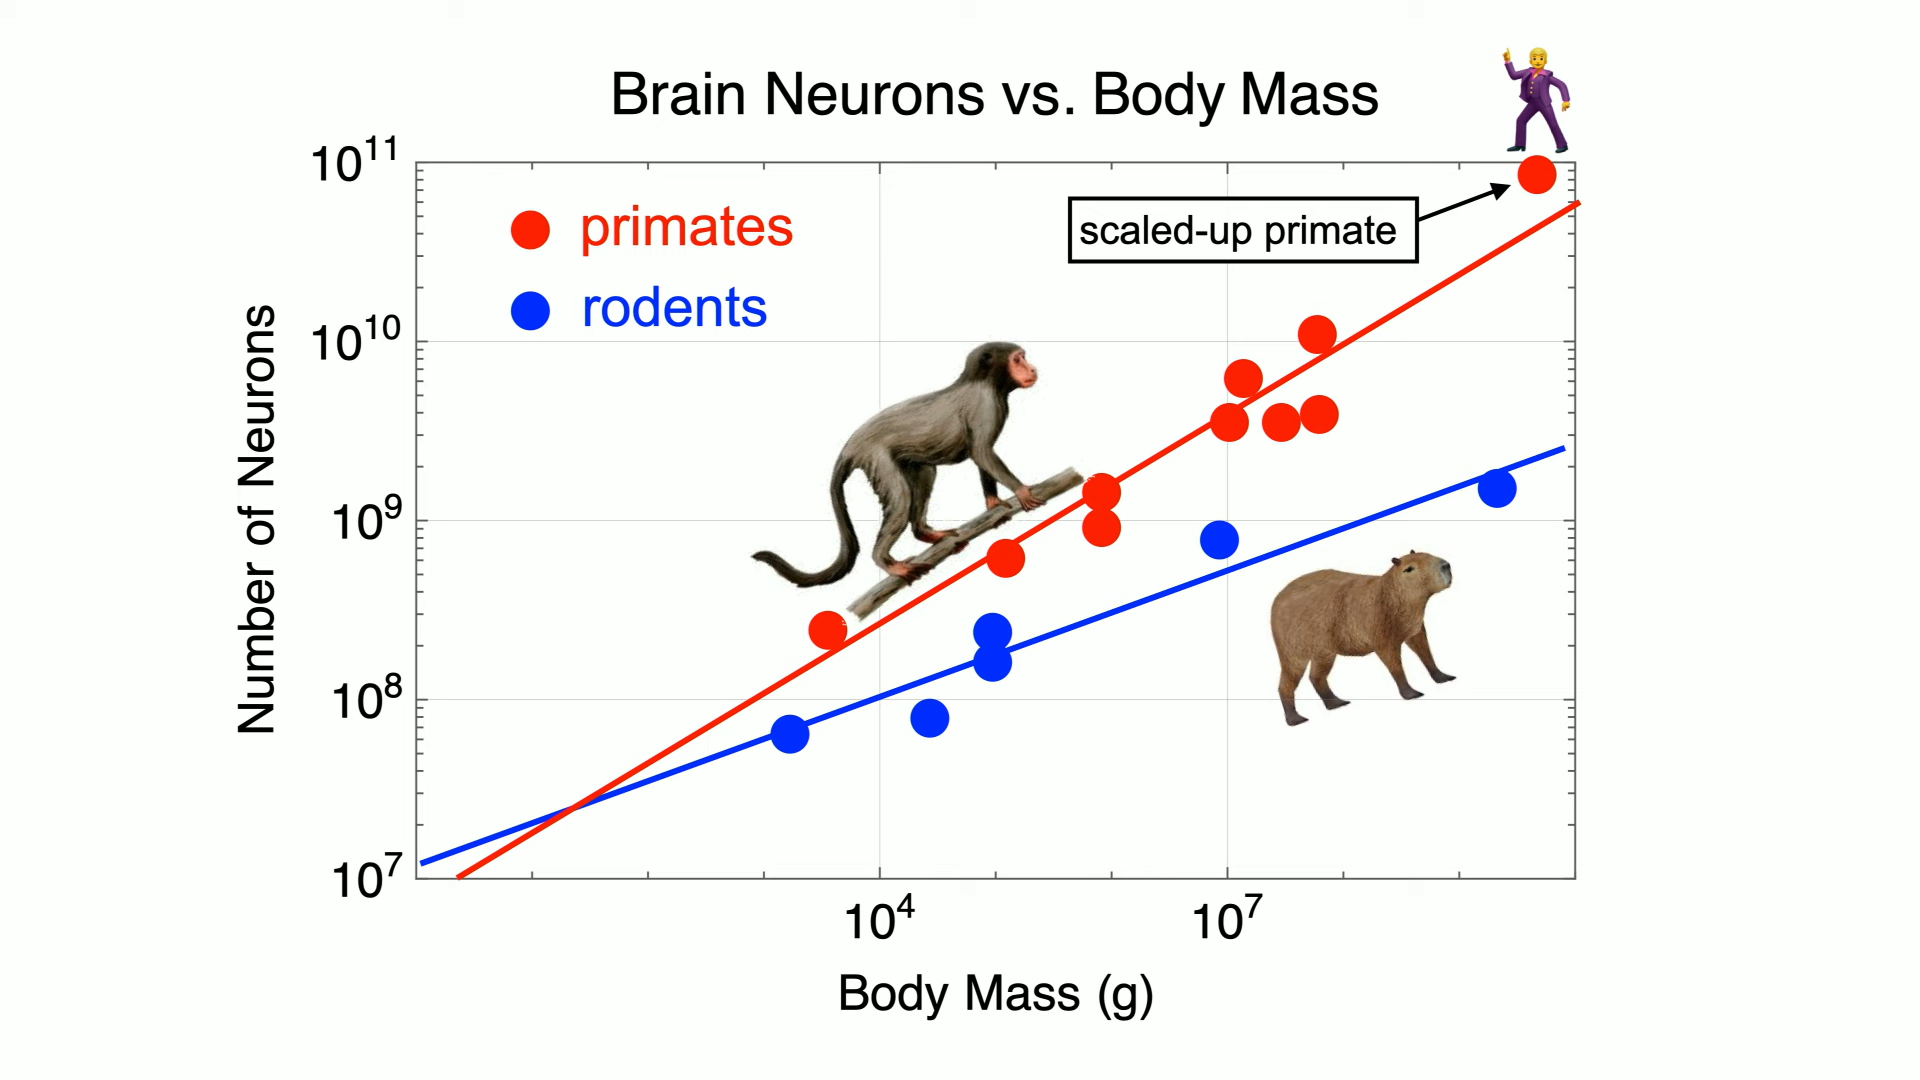 Brain Neurons vs. Body Mass
10¹¹
primates
scaled-up primate
rodents
10¹⁰
Number of Neurons
10⁹
10⁸
10⁷
10⁴
10⁷
Body Mass (g)